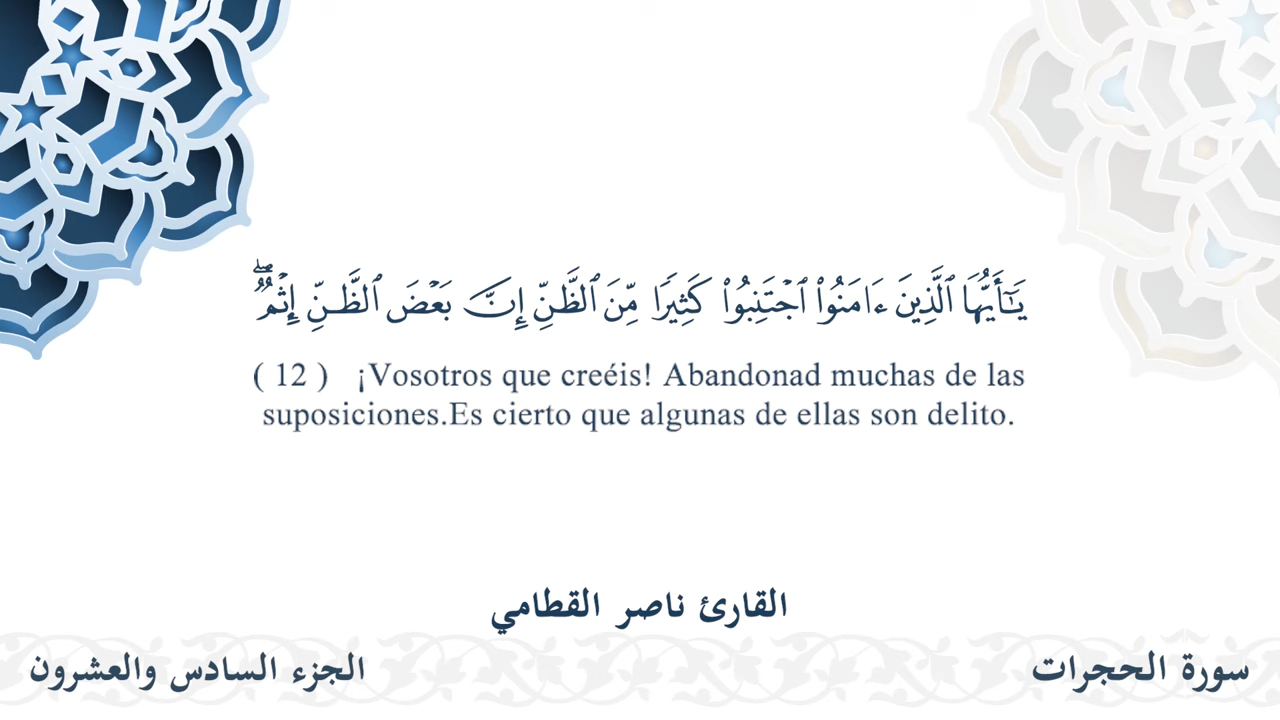 يَـٰٓأَيُّهَا ٱلَّذِينَ ءَامَنُوا۟ ٱجْتَنِبُوا۟ كَثِيرًا مِّنَ ٱلظَّنِّ إِنَّ بَعْضَ ٱلظَّنِّ إِثْمٌ ۖ
( 12 ) ¡Vosotros que creéis! Abandonad muchas de las
suposiciones.Es cierto que algunas de ellas son delito.
القارئ ناصر القطامي
سورة الحجرات
الجزء السادس والعشرون